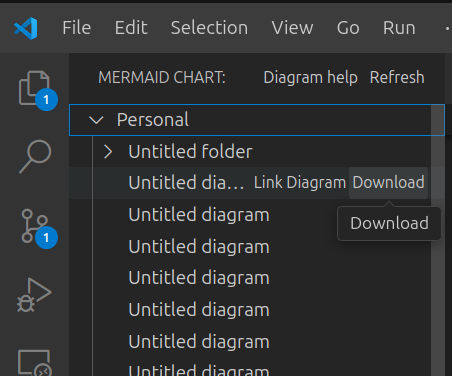 File Edit Selection View Go Run ·
MERMAID CHART: Diagram help Refresh
1
Personal
Untitled folder
Untitled dia... Link Diagram Download
Untitled diagram
Download
1
Untitled diagram
Untitled diagram
Untitled diagram
Untitled diagram
Untitled diagram